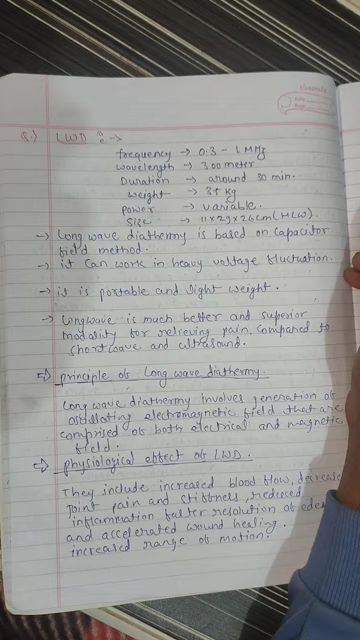 Q.) LWD :→
frequency → 0.3 - 1 MHz
wavelength → 300 meter
Duration → around 30 min.
weight → 3+ kg
power → variable.
Size → 11×29×26cm (HLW).
→ Long wave diathermy is based on capacitor
field method.
→ it can work in heavy voltage fluctuation.
→ it is portable and light weight.
→ Longwave is much better and superior
modality for relieving pain, compared to
shortwave and ultrasound.
⇒ principle of Long wave diathermy.
Long wave diathermy Involves generation of
oscillating electromagnetic field that are
comprised of both electrical and magnetic
field.
⇒ physiological effect of LWD.
They include increased blood flow, decrease
Joint pain and stiffness, reduced
inflammation faster resolution of
and accelerated wound healing.
increased range of motion.